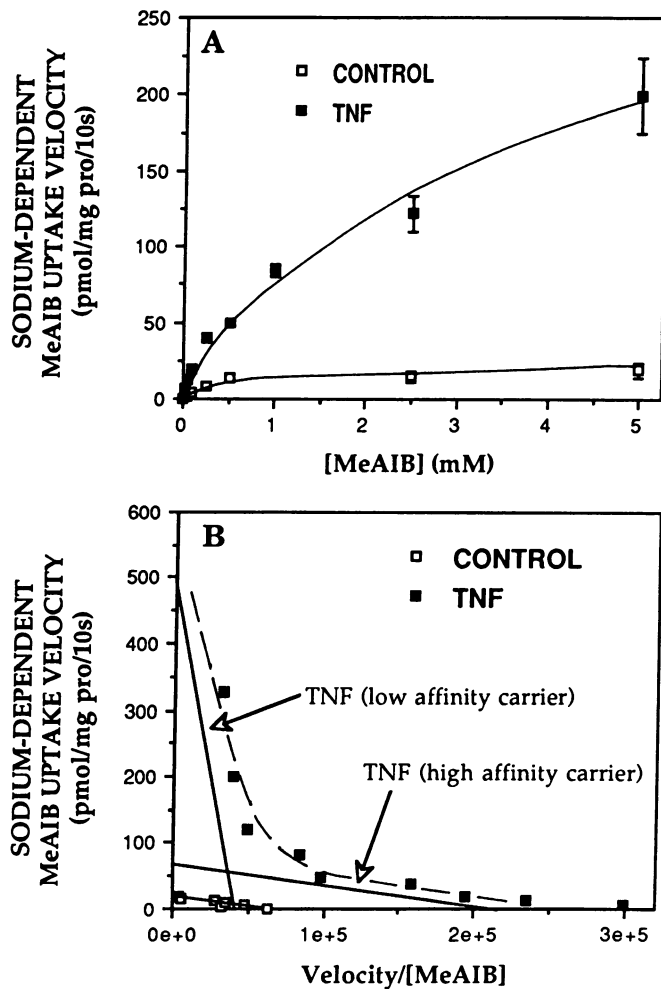 A
CONTROL
TNF
SODIUM-DEPENDENT
MeAIB UPTAKE VELOCITY
(pmol/mg pro/10s)
250
200
150
100
50
0
0
1
2
3
4
5
[MeAIB] (mM)
B
CONTROL
TNF
SODIUM-DEPENDENT
MeAIB UPTAKE VELOCITY
(pmol/mg pro/10s)
600
500
400
300
200
100
0
TNF (low affinity carrier)
TNF (high affinity carrier)
0e+0
1e+5
2e+5
3e+5
Velocity/[MeAIB]